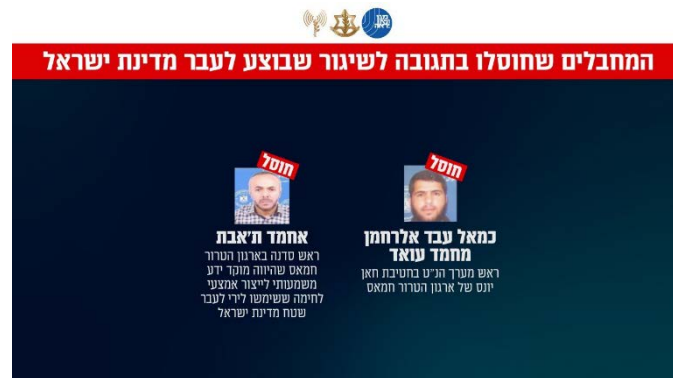 המחבלים שחוסלו בתגובה לשיגור שבוצע לעבר מדינת ישראל
חוסל
כמאל עבד אלרחמן
מחמד עואד
ראש מערך הנ״ט בחטיבת חאן
יונס של ארגון הטרור חמאס
חוסל
אחמד ת׳אבת
ראש סדנה בארגון הטרור
חמאס שהיווה מוקד ידע
משמעותי לייצור אמצעי
לחימה ששימשו לירי לעבר
שטח מדינת ישראל